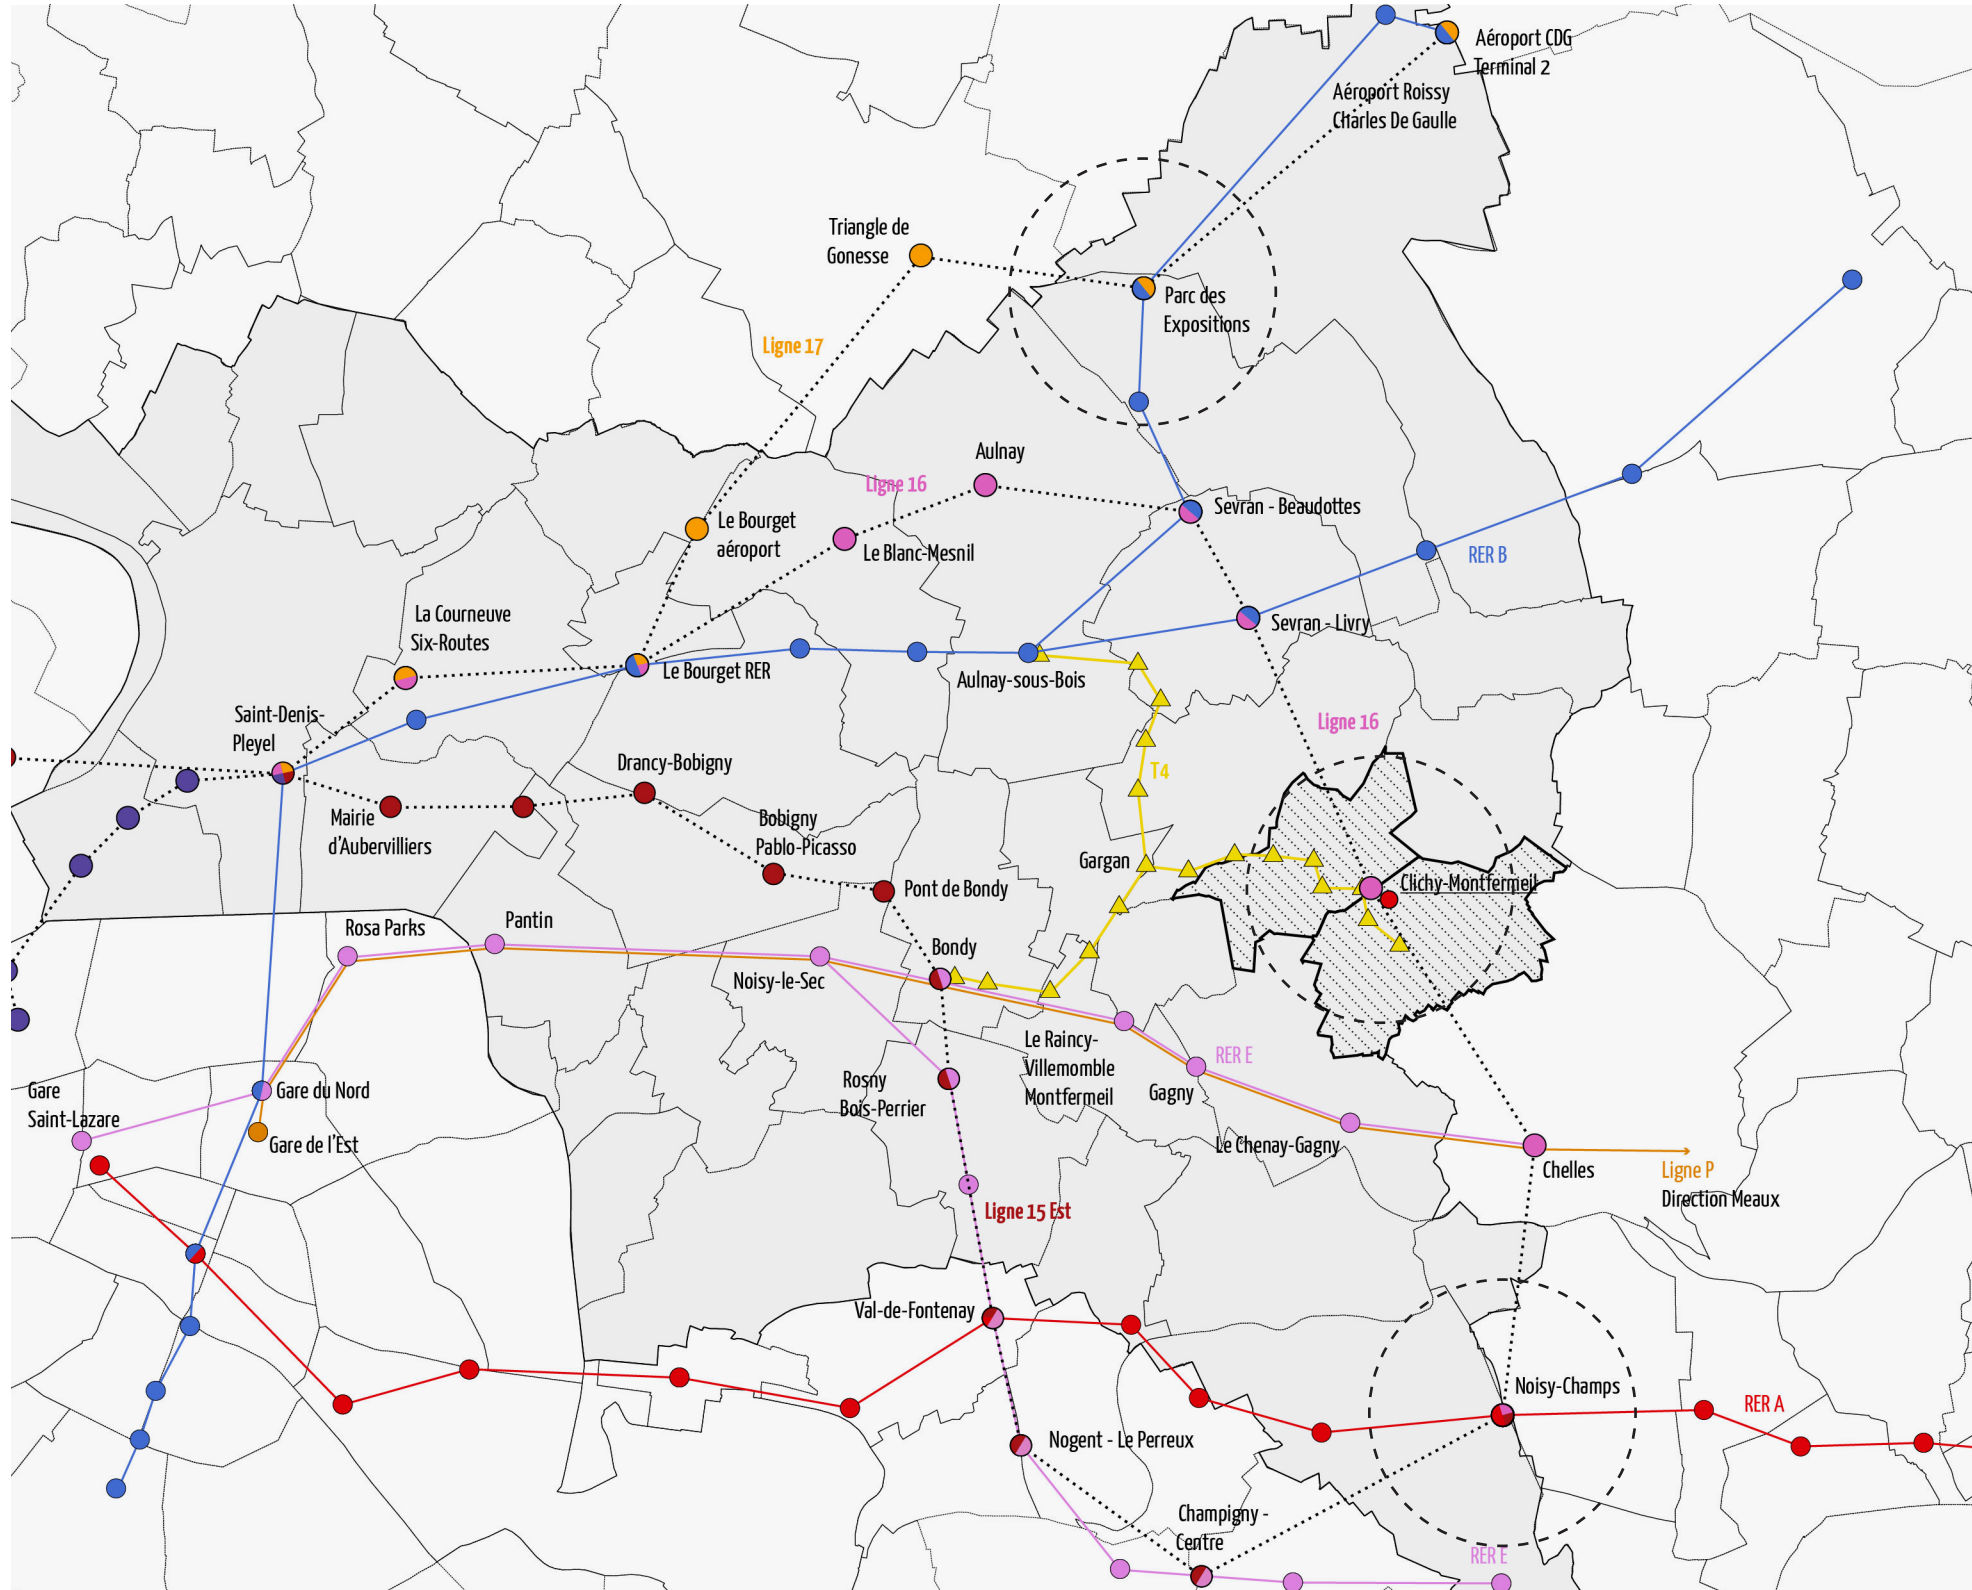 Aéroport CDG
Terminal 2
Aéroport Roissy
Charles De Gaulle
Triangle de
Gonesse
Parc des
Expositions
Ligne 17
Aulnay
Ligne 16
Sevran - Beaudottes
Le Bourget
aéroport
Le Blanc-Mesnil
RER B
La Courneuve
Six-Routes
Sevran - Livry
Le Bourget RER
Aulnay-sous-Bois
Saint-Denis-
Pleyel
Ligne 16
Drancy-Bobigny
T4
Mairie
d'Aubervilliers
Bobigny
Pablo-Picasso
Gargan
Pont de Bondy
Clichy-Montfermeil
Rosa Parks
Pantin
Bondy
Noisy-le-Sec
Le Raincy-
Villemomble
Montfermeil
RER E
Gagny
Gare
Saint-Lazare
Gare du Nord
Rosny
Bois-Perrier
Gare de l'Est
Le Chenay-Gagny
Chelles
Ligne P
Direction Meaux
Ligne 15 Est
Val-de-Fontenay
Noisy-Champs
RER A
Nogent - Le Perreux
Champigny -
Centre
RER E